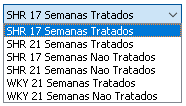 SHR 17 Semanas Tratados
SHR 17 Semanas Tratados
SHR 21 Semanas Tratados
SHR 17 Semanas Nao Tratados
SHR 21 Semanas Nao Tratados
WKY 21 Semanas Tratados
WKY 21 Semanas Nao Tratados